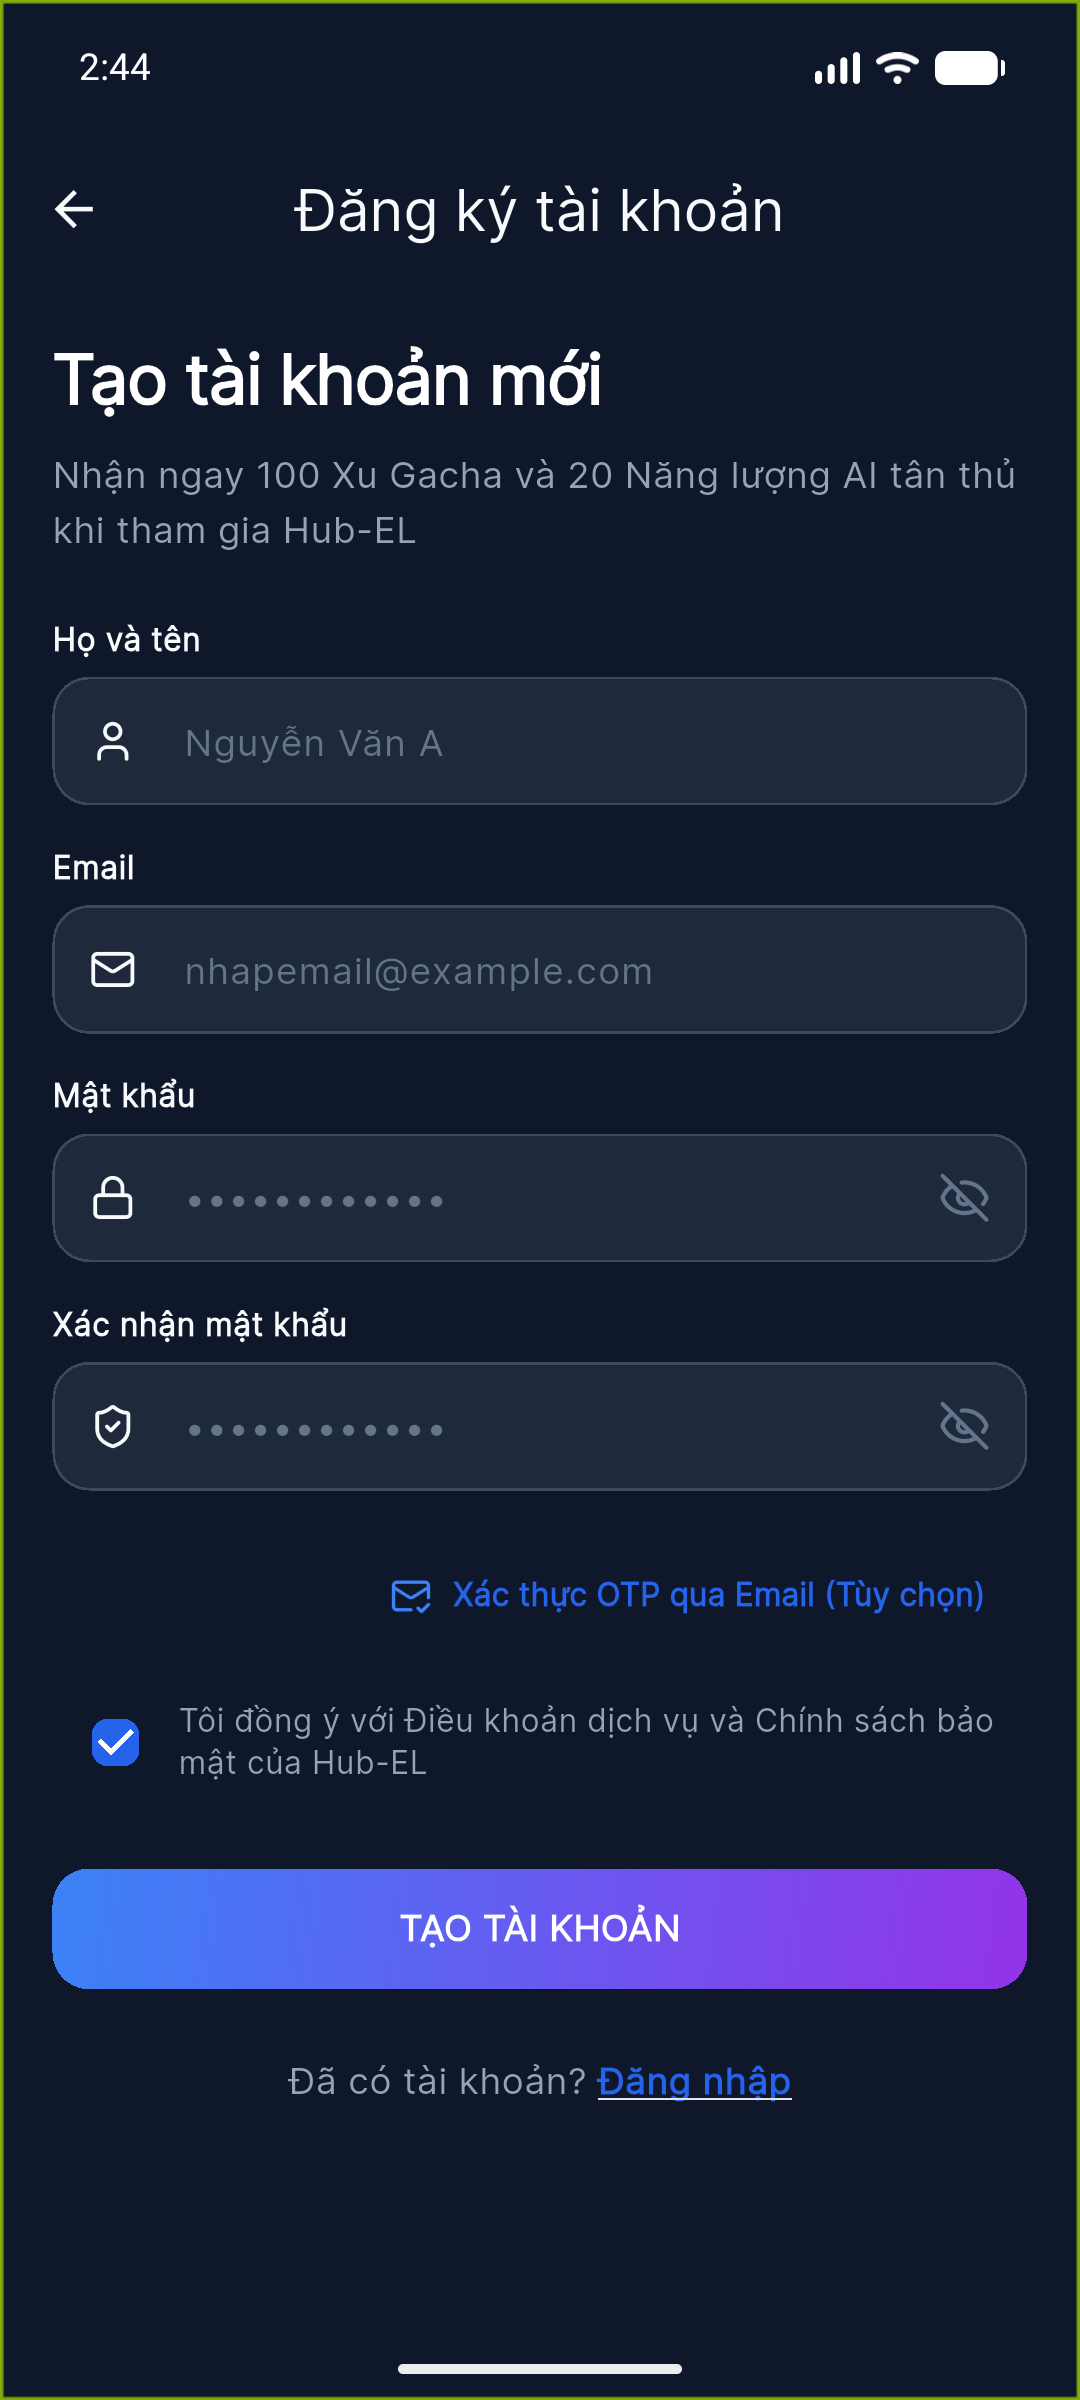 2:44
Đăng ký tài khoản
Tạo tài khoản mới
Nhận ngay 100 Xu Gacha và 20 Năng lượng AI tân thủ
khi tham gia Hub-EL
Họ và tên
Nguyễn Văn A
Email
nhapemail@example.com
Mật khẩu
••••••••••••
Xác nhận mật khẩu
••••••••••••
Xác thực OTP qua Email (Tùy chọn)
Tôi đồng ý với Điều khoản dịch vụ và Chính sách bảo
mật của Hub-EL
TẠO TÀI KHOẢN
Đã có tài khoản? Đăng nhập